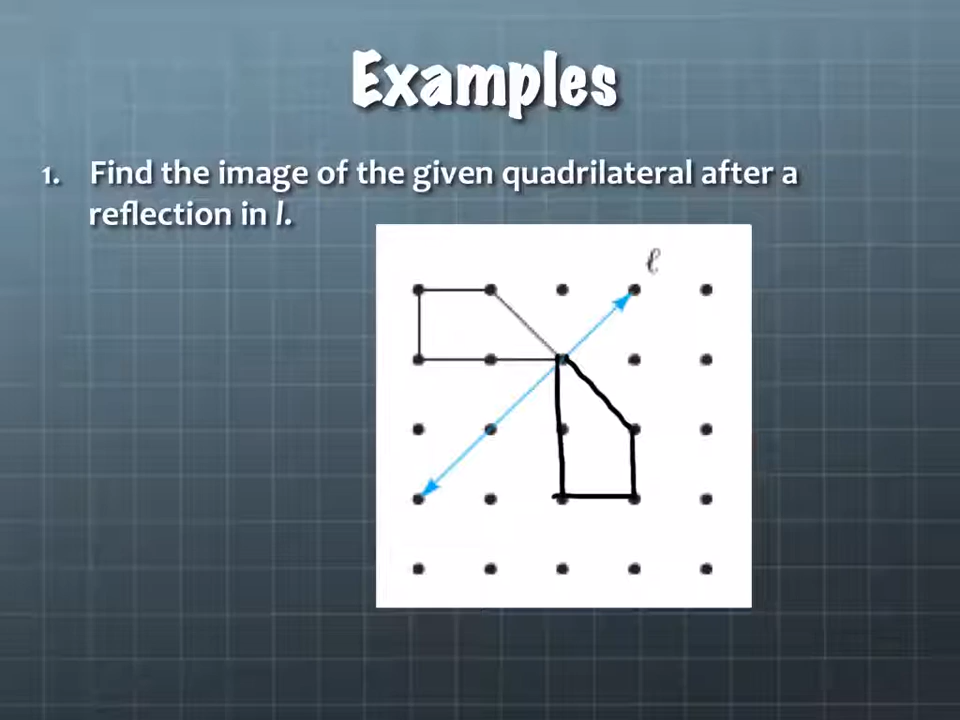 Examples
1. Find the image of the given quadrilateral after a
reflection in l.
ℓ